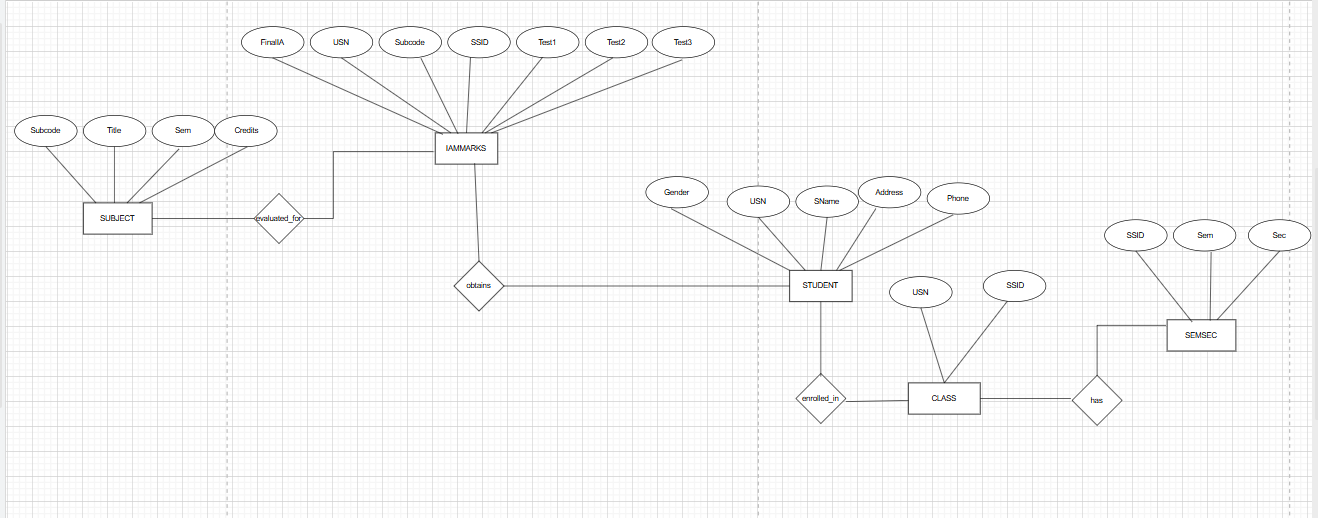 FinalIA
USN
Subcode
SSID
Test1
Test2
Test3
Subcode
Title
Sem
Credits
IAMMARKS
SUBJECT
evaluated_for
Gender
USN
SName
Address
Phone
SSID
Sem
Sec
obtains
STUDENT
USN
SSID
SEMSEC
enrolled_in
CLASS
has